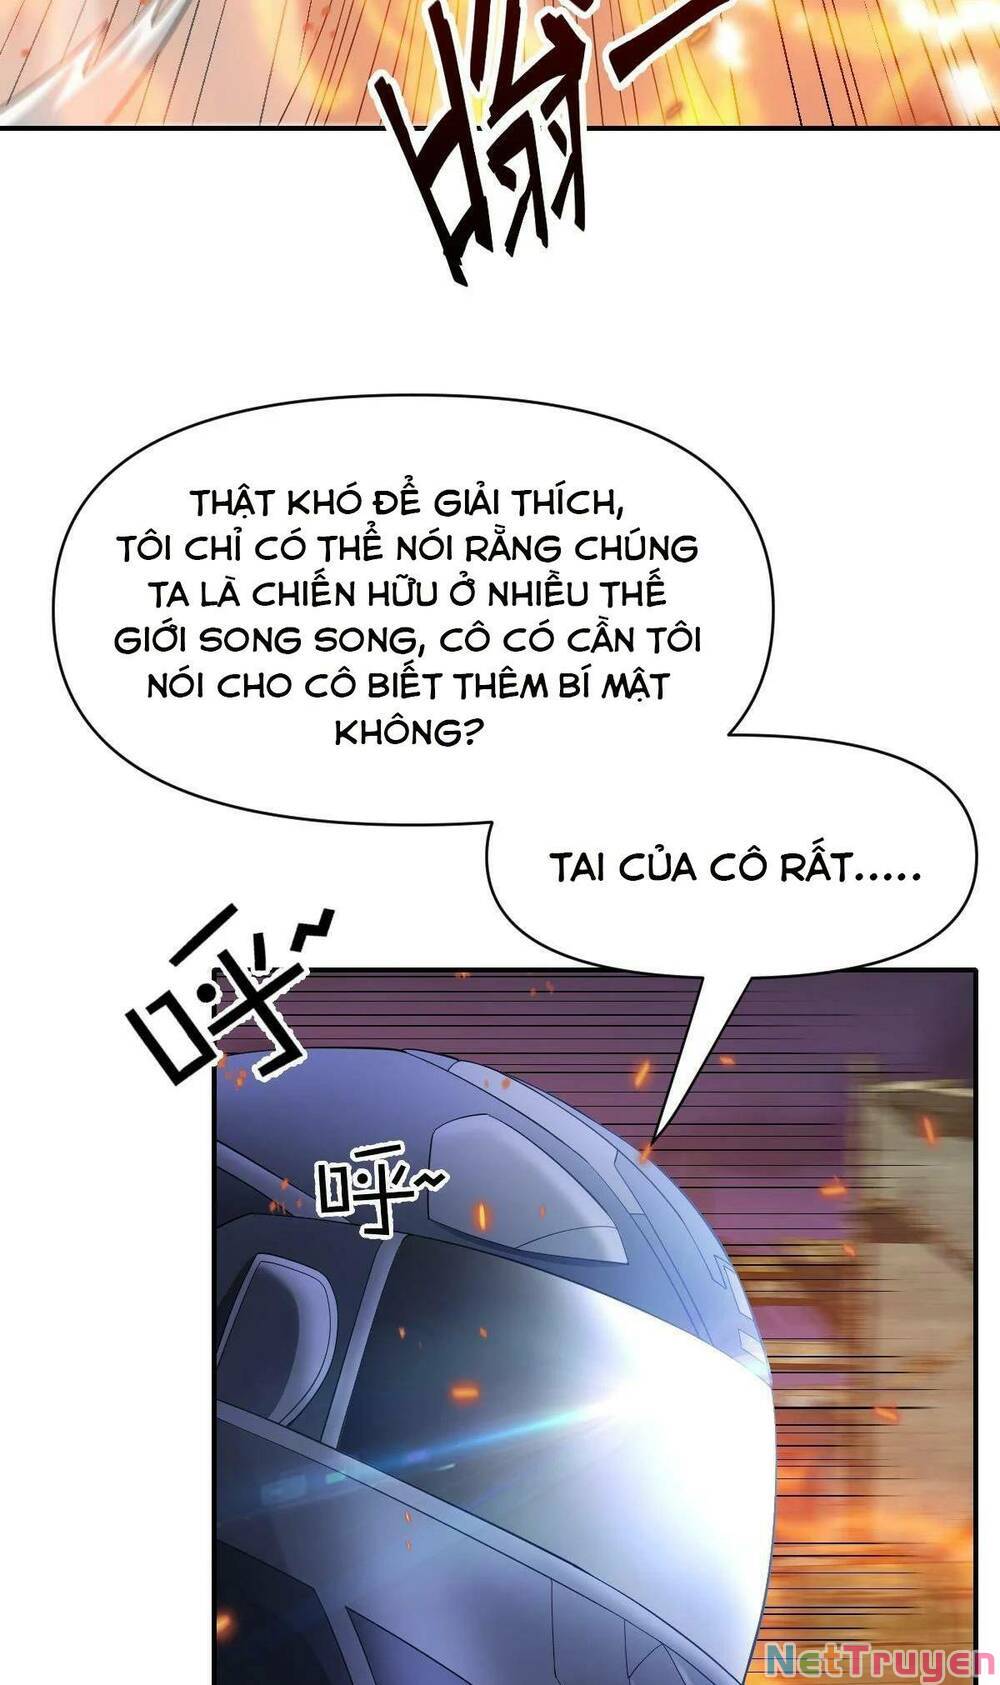 嗡
THẬT KHÓ ĐỂ GIẢI THÍCH,
TÔI CHỈ CÓ THỂ NÓI RẰNG CHÚNG
TA LÀ CHIẾN HỮU Ở NHIỀU THẾ
GIỚI SONG SONG, CÔ CÓ CẦN TÔI
NÓI CHO CÔ BIẾT THÊM BÍ MẬT
KHÔNG?
TAI CỦA CÔ RẤT.....
呼~
呼~
NetTruyen